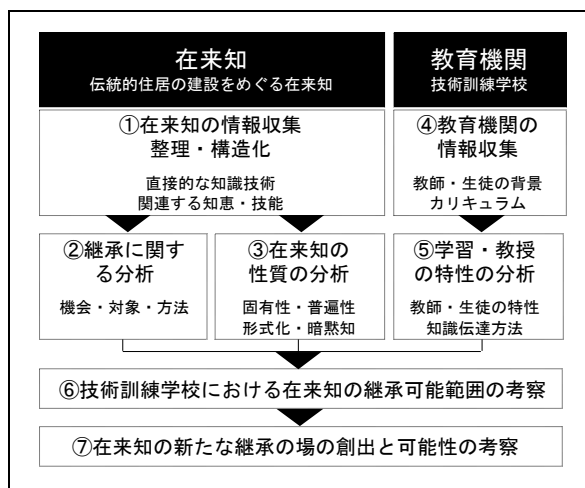 在来知
伝統的住居の建設をめぐる在来知
教育機関
技術訓練学校
①在来知の情報収集
整理・構造化
直接的な知識技術
関連する知恵・技能
④教育機関の
情報収集
教師・生徒の背景
カリキュラム
②継承に関す
る分析
機会・対象・方法
③在来知の
性質の分析
固有性・普遍性
形式化・暗黙知
⑤学習・教授
の特性の分析
教師・生徒の特性
知識伝達方法
⑥技術訓練学校における在来知の継承可能範囲の考察
⑦在来知の新たな継承の場の創出と可能性の考察